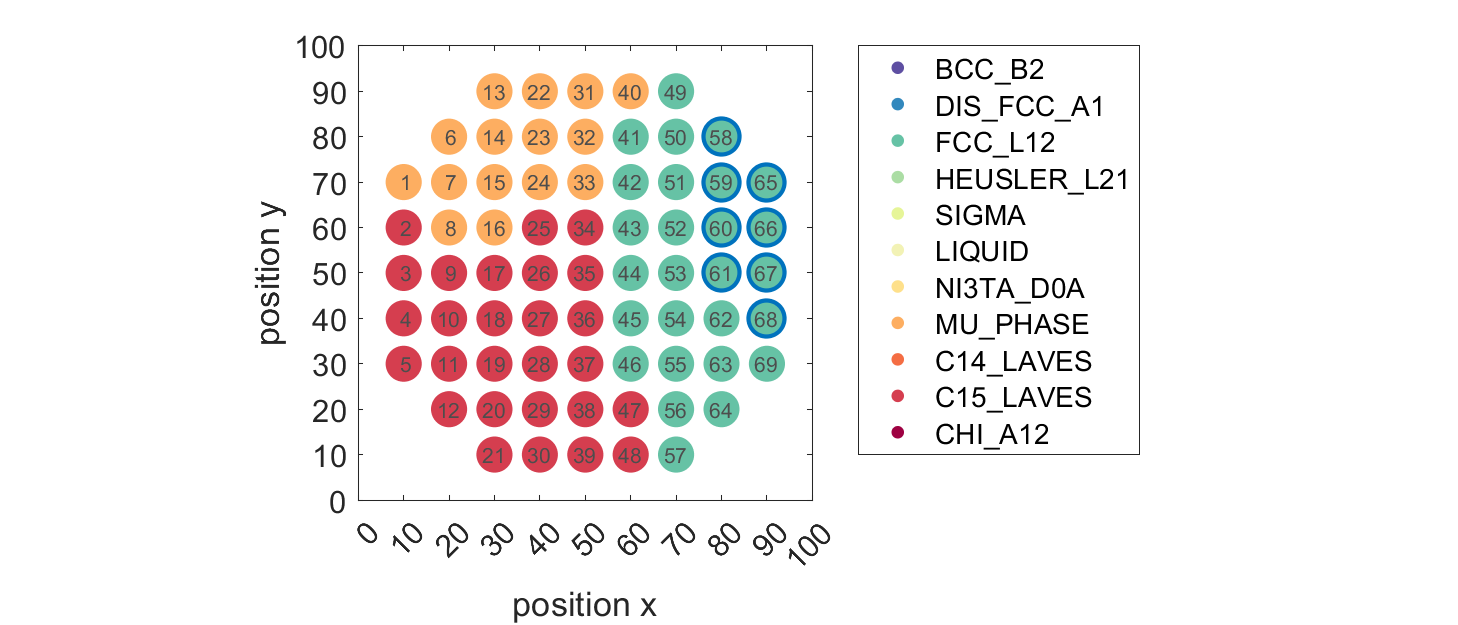 100
90 13 22 31 40 49
80 6 14 23 32 41 50 58
70 1 7 15 24 33 42 51 59 65
60 2 8 16 25 34 43 52 60 66
50 3 9 17 26 35 44 53 61 67
40 4 10 18 27 36 45 54 62 68
30 5 11 19 28 37 46 55 63 69
20 12 20 29 38 47 56 64
10 21 30 39 48 57
0
0 10 20 30 40 50 60 70 80 90 100
position x
position y
BCC_B2
DIS_FCC_A1
FCC_L12
HEUSLER_L21
SIGMA
LIQUID
NI3TA_D0A
MU_PHASE
C14_LAVES
C15_LAVES
CHI_A12